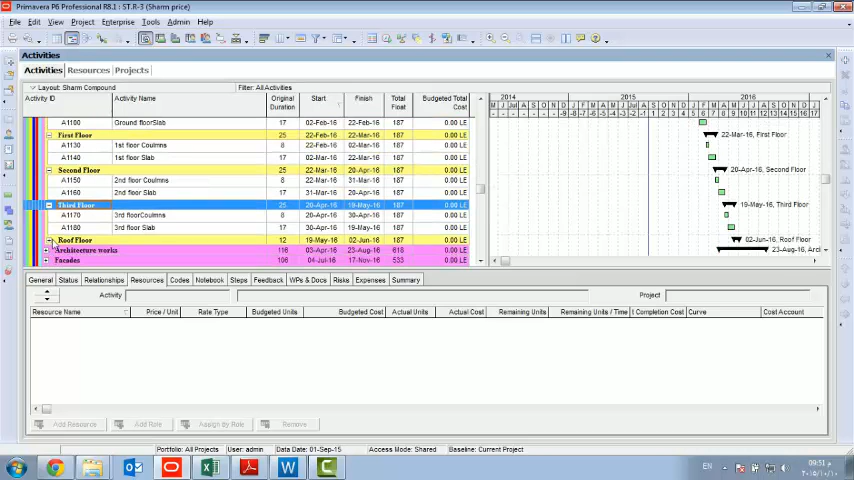 Primavera P6 Professional R8.1 : ST.R-3 (Sharm price)
File Edit View Project Enterprise Tools Admin Help
Activities
Activities Resources Projects
Layout: Sharm Compound Filter: All Activities
Activity ID Activity Name Original Duration Start Finish Total Float Budgeted Total Cost 2014 2015 2016
A1100 Ground floorSlab 17 02-Feb-16 22-Feb-16 187 0.00 LE
First Floor 25 22-Feb-16 22-Mar-16 187 0.00 LE 22-Mar-16, First Floor
A1130 1st floor Coulmns 8 22-Feb-16 02-Mar-16 187 0.00 LE
A1140 1st floor Slab 17 02-Mar-16 22-Mar-16 187 0.00 LE
Second Floor 25 22-Mar-16 20-Apr-16 187 0.00 LE 20-Apr-16, Second Floor
A1150 2nd floor Coulmns 8 22-Mar-16 31-Mar-16 187 0.00 LE
A1160 2nd floor Slab 17 31-Mar-16 20-Apr-16 187 0.00 LE
Third Floor 25 20-Apr-16 19-May-16 187 0.00 LE 19-May-16, Third Floor
A1170 3rd floorCoulmns 8 20-Apr-16 29-Apr-16 187 0.00 LE
A1180 3rd floor Slab 17 29-Apr-16 19-May-16 187 0.00 LE
Roof Floor 12 19-May-16 02-Jun-16 187 0.00 LE 02-Jun-16, Roof Floor
Architecture works 116 03-Apr-16 23-Aug-16 618 0.00 LE 23-Aug-16, Arcl
Facades 106 04-Jul-16 17-Nov-16 533 0.00 LE
General Status Relationships Resources Codes Notebook Steps Feedback WPs & Docs Risks Expenses Summary
Activity Project
Resource Name Price / Unit Rate Type Budgeted Units Budgeted Cost Actual Units Actual Cost Remaining Units Remaining Units / Time t Completion Cost Curve Cost Account
Add Resource Add Role Assign by Role Remove
Portfolio: All Projects User: admin Data Date: 01-Sep-15 Access Mode: Shared Baseline: Current Project
EN 09:51 م
٢٠١٥/١٠/١٠